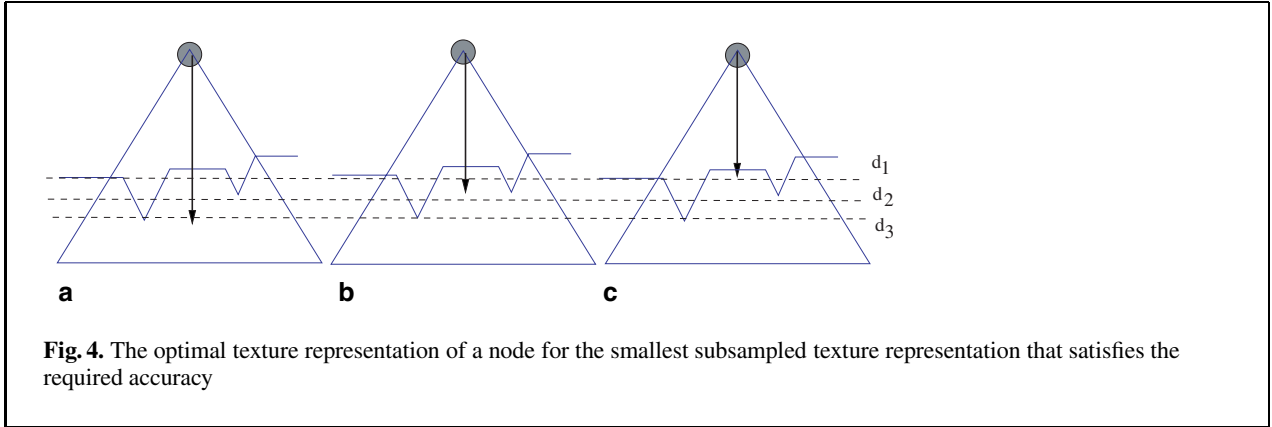 d1
d2
d3
a b c
Fig. 4. The optimal texture representation of a node for the smallest subsampled texture representation that satisfies the
required accuracy